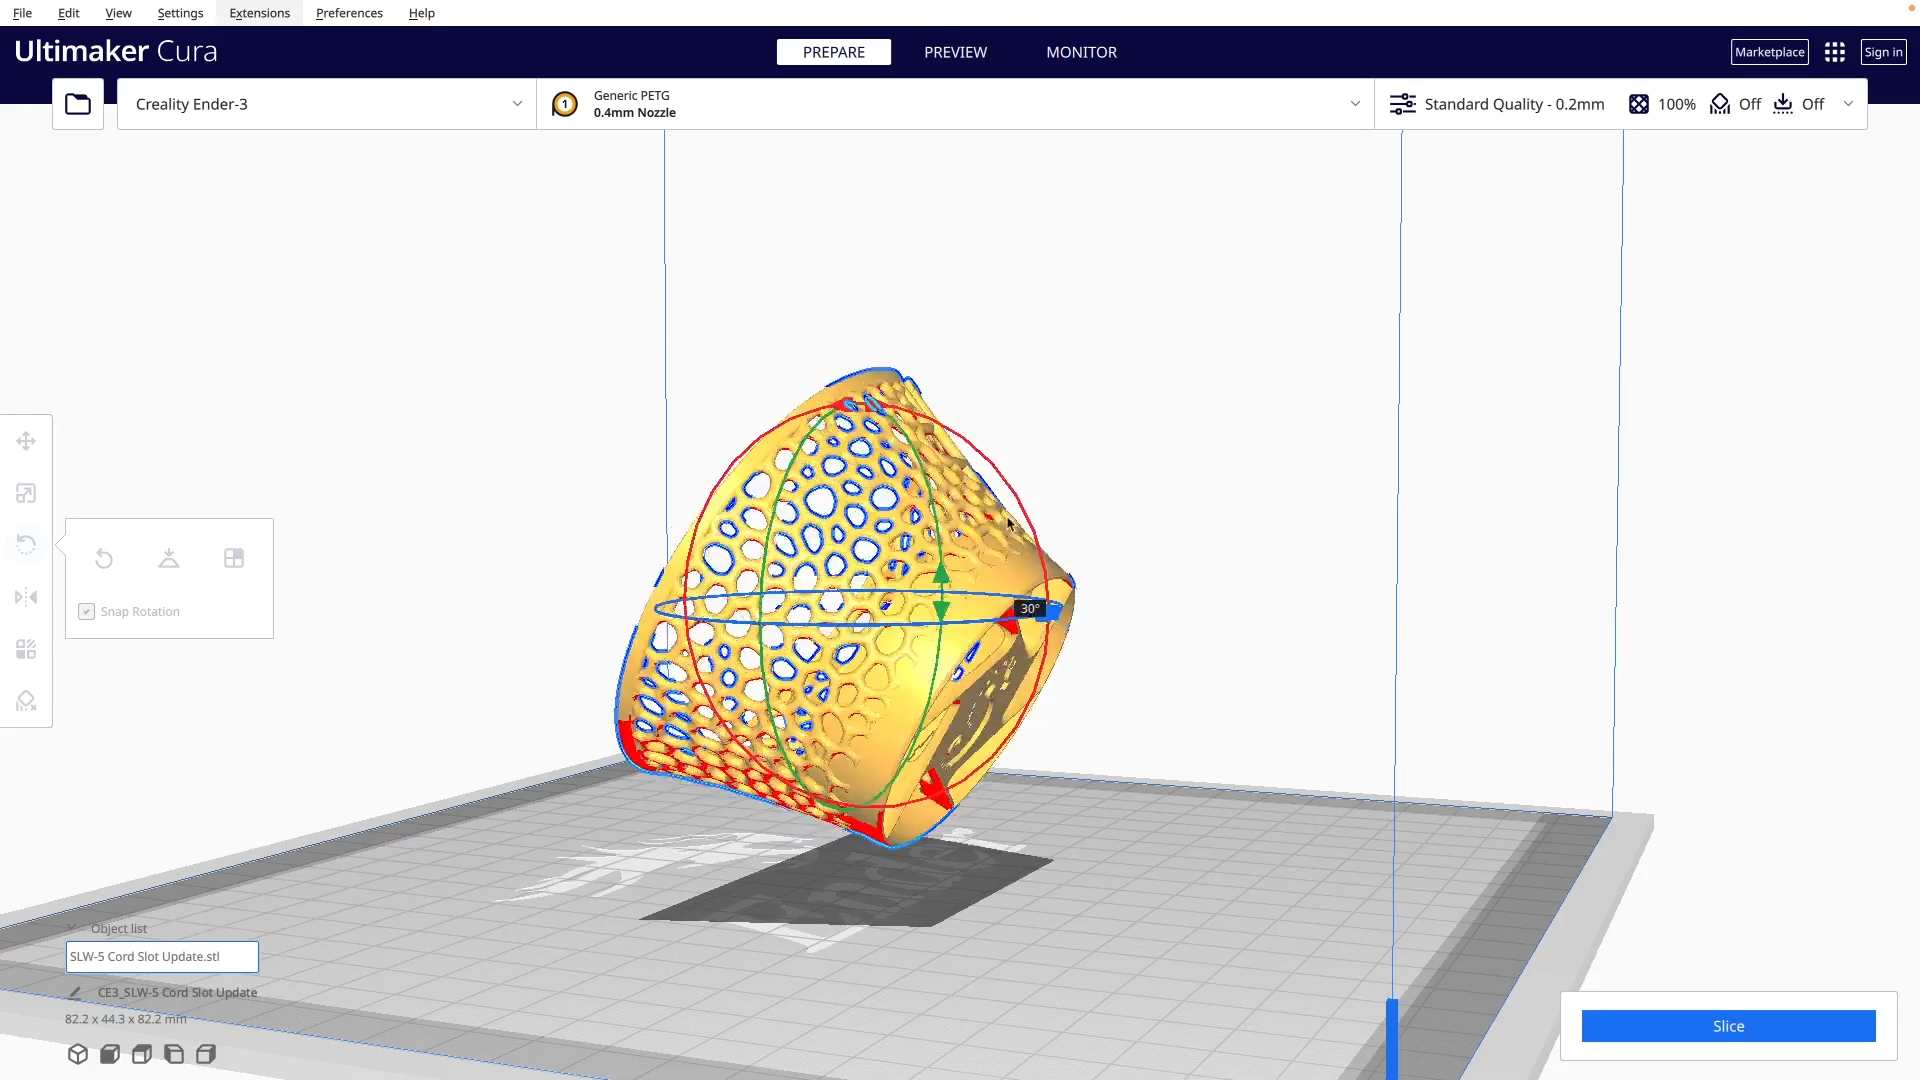 File Edit View Settings Extensions Preferences Help
Ultimaker Cura
PREPARE PREVIEW MONITOR
Marketplace Sign in
Creality Ender-3
1 Generic PETG
0.4mm Nozzle
Standard Quality - 0.2mm 100% Off Off
30°
Snap Rotation
Object list
SLW-5 Cord Slot Update.stl
CE3_SLW-5 Cord Slot Update
82.2 x 44.3 x 82.2 mm
Slice